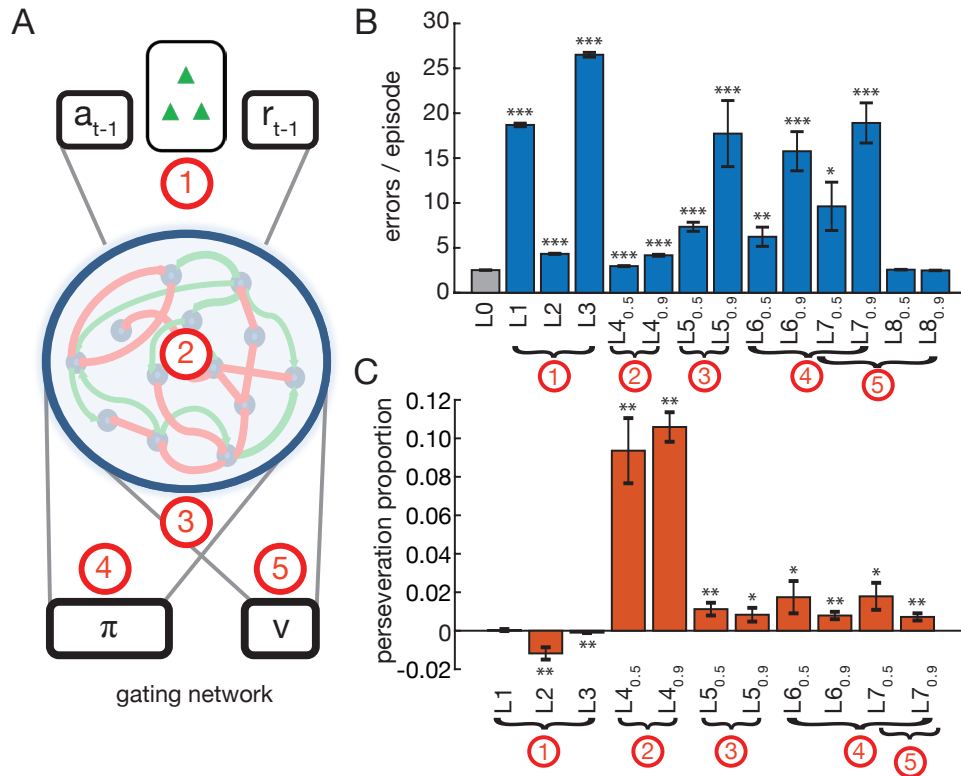 A
a t-1
r t-1
1
2
3
4
5
π
v
gating network
B
errors / episode
30
25
20
15
10
5
0
***
***
***
***
***
***
***
**
***
*
***
L0
L1
L2
L3
L4 0.5
L4 0.9
L5 0.5
L5 0.9
L6 0.5
L6 0.9
L7 0.5
L7 0.9
L8 0.5
L8 0.9
1
2
3
4
5
C
perseveration proportion
0.12
0.10
0.08
0.06
0.04
0.02
0
-0.02
**
**
**
**
**
*
*
**
*
**
L1
L2
L3
L4 0.5
L4 0.9
L5 0.5
L5 0.9
L6 0.5
L6 0.9
L7 0.5
L7 0.9
1
2
3
4
5